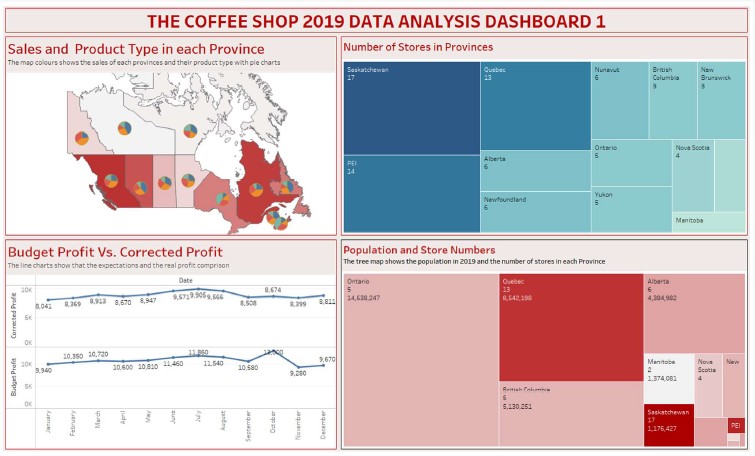 THE COFFEE SHOP 2019 DATA ANALYSIS DASHBOARD 1
Sales and Product Type in each Province
The map colours shows the sales of each provinces and their product type with pie charts
Number of Stores in Provinces
Saskatchewan
17
PEI
14
Quebec
13
Alberta
6
Newfoundland
6
Nunavut
6
British
Columbia
New
Brunswick
Ontario
5
Yukon
5
Nova Scotia
4
Manitoba
Budget Profit Vs. Corrected Profit
The line charts show that the expectations and the real profit comprison
Date
Corrected Profit
10K
5K
0K
8,041
8,369
8,913
8,670
8,947
9,571
9,905
9,566
8,508
8,674
8,399
8,811
Budget Profit
10K
5K
0K
9,940
10,350
10,720
10,600
10,810
11,460
11,860
11,540
10,580
9,280
9,670
January
February
March
April
May
June
July
August
September
October
November
December
Population and Store Numbers
The tree map shows the population in 2019 and the number of stores in each Province
Ontario
5
14,638,247
Quebec
13
8,542,198
British Columbia
5,130,251
Alberta
6
4,384,982
Manitoba
2
1,374,081
Nova
Scotia
4
New
Saskatchewan
17
1,176,427
PEI